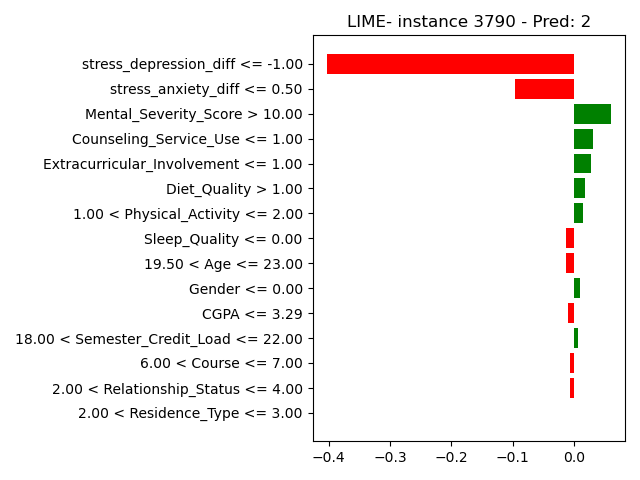 LIME- instance 3790 - Pred: 2
stress_depression_diff <= -1.00
stress_anxiety_diff <= 0.50
Mental_Severity_Score > 10.00
Counseling_Service_Use <= 1.00
Extracurricular_Involvement <= 1.00
Diet_Quality > 1.00
1.00 < Physical_Activity <= 2.00
Sleep_Quality <= 0.00
19.50 < Age <= 23.00
Gender <= 0.00
CGPA <= 3.29
18.00 < Semester_Credit_Load <= 22.00
6.00 < Course <= 7.00
2.00 < Relationship_Status <= 4.00
2.00 < Residence_Type <= 3.00
−0.4 −0.3 −0.2 −0.1 0.0